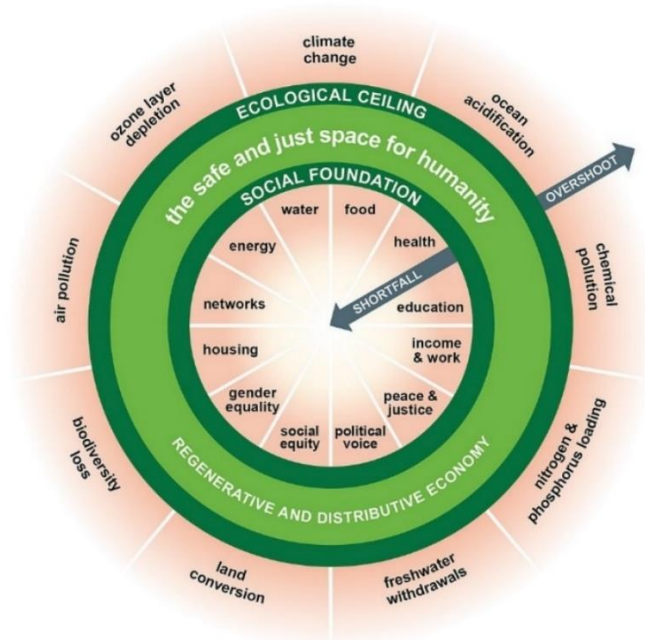 climate
change
ocean
acidification
chemical
pollution
nitrogen &
phosphorus loading
freshwater
withdrawals
land
conversion
biodiversity
loss
air pollution
ozone layer
depletion
ECOLOGICAL CEILING
the safe and just space for humanity
SOCIAL FOUNDATION
OVERSHOOT
SHORTFALL
water
food
health
education
income
& work
peace &
justice
political
voice
social
equity
gender
equality
housing
networks
energy
REGENERATIVE AND DISTRIBUTIVE ECONOMY